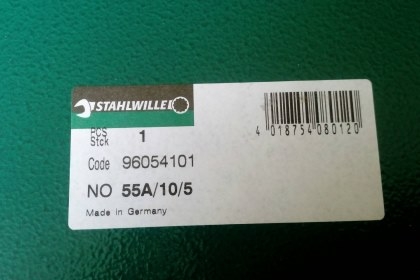 STAHLWILLE
PCS
Stck 1
Code 96054101
NO 55A/10/5
Made in Germany
4 018754 080120